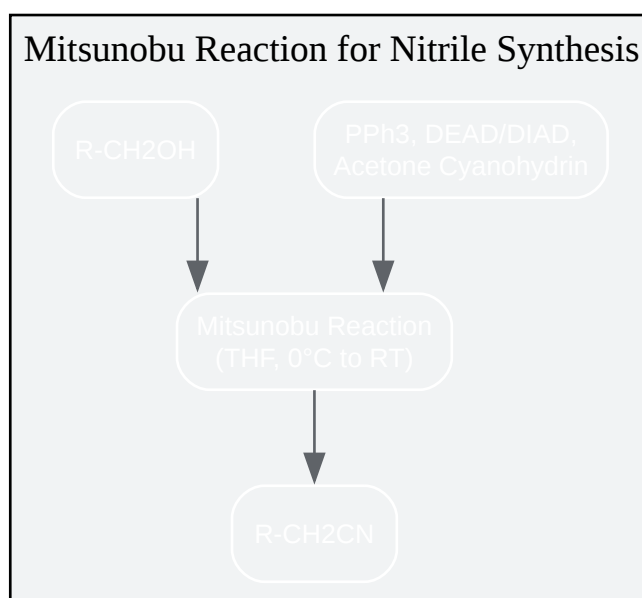 Mitsunobu Reaction for Nitrile Synthesis
R-CH2OH
PPh3, DEAD/DIAD,
Acetone Cyanohydrin
Mitsunobu Reaction
(THF, 0°C to RT)
R-CH2CN